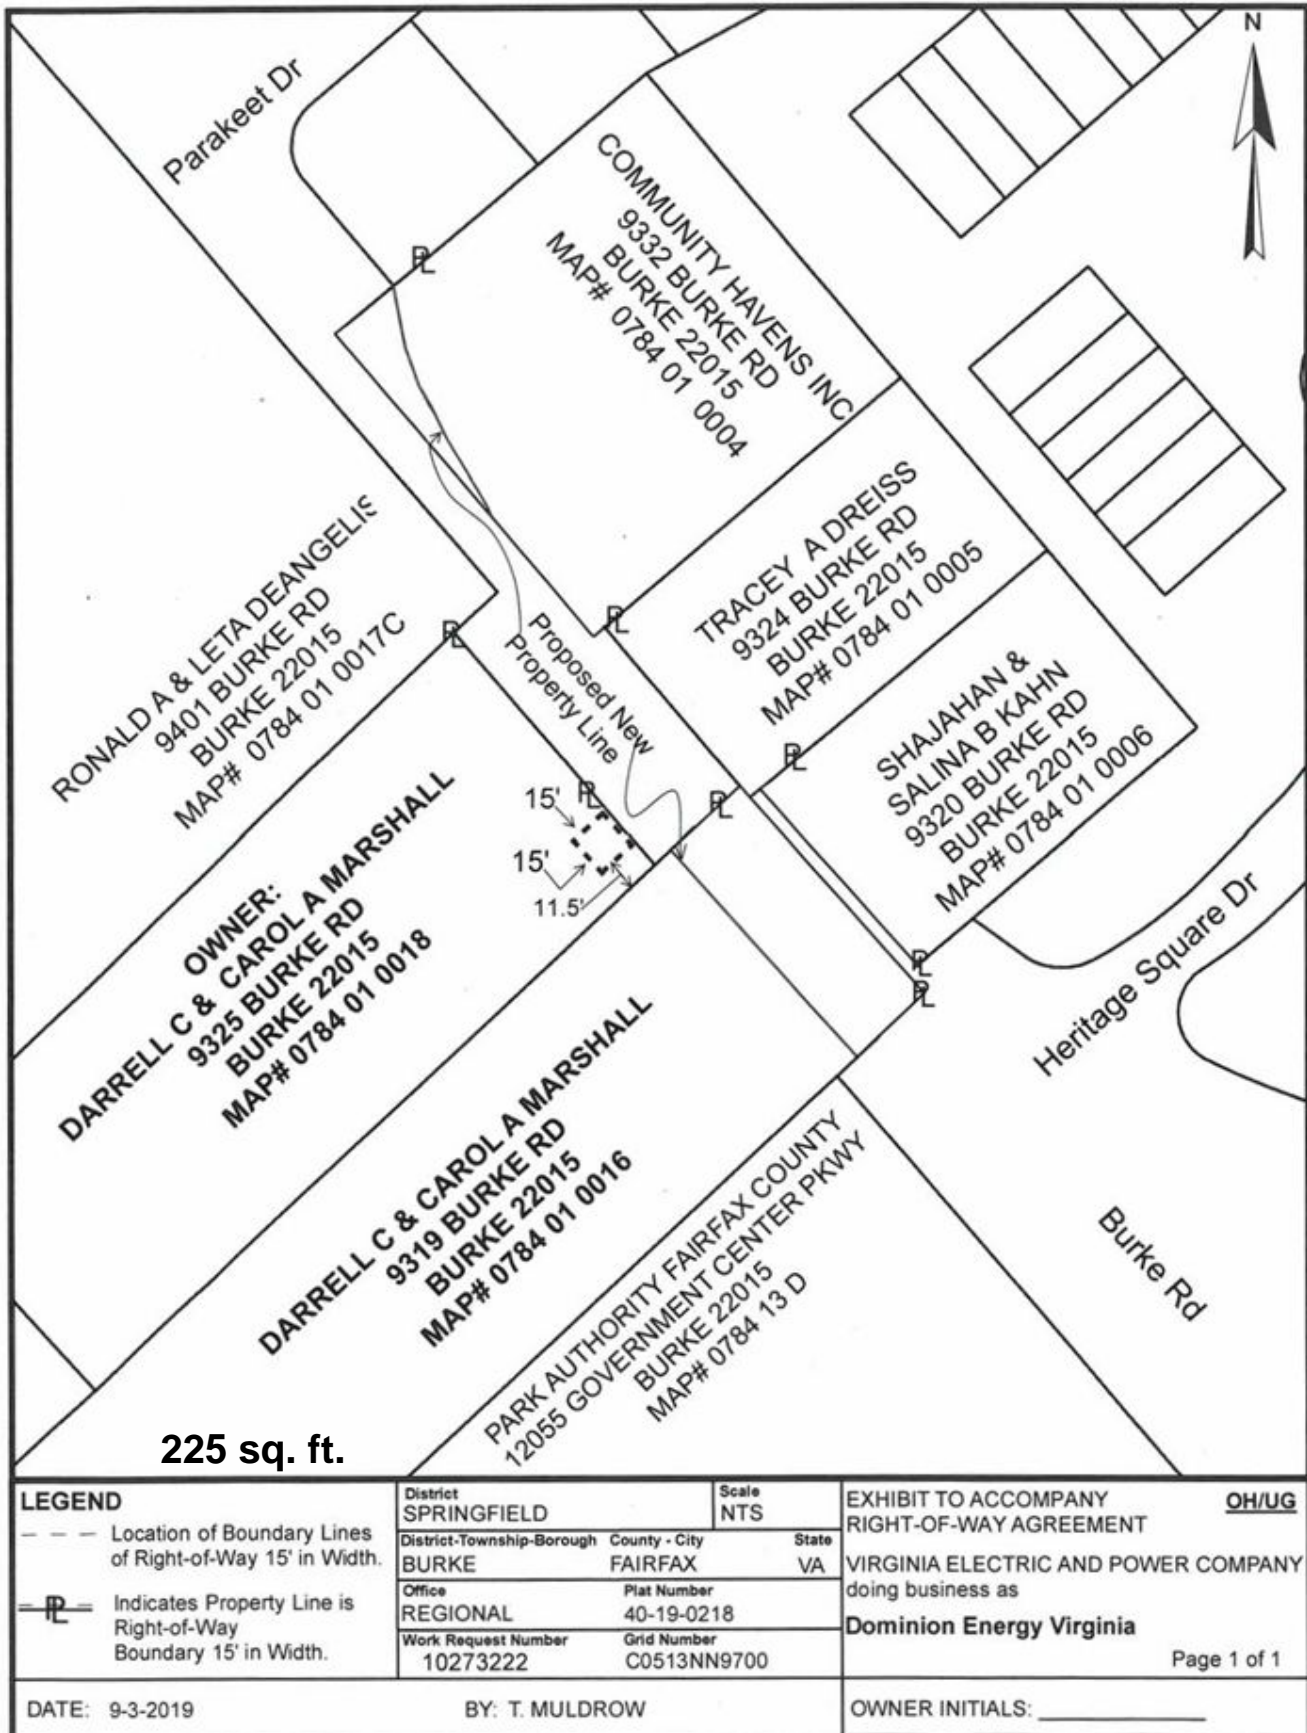 N
Parakeet Dr
COMMUNITY HAVENS INC
9332 BURKE RD
BURKE 22015
MAP# 0784 01 0004
TRACEY A DREISS
9324 BURKE RD
BURKE 22015
MAP# 0784 01 0005
RONALD A & LETA DEANGELIS
9401 BURKE RD
BURKE 22015
MAP# 0784 01 0017C
Proposed New
Property Line
SHAJAHAN &
SALINA B KAHN
9320 BURKE RD
BURKE 22015
MAP# 0784 01 0006
PL
PL
PL
PL
PL
PL
PL
PL
15'
15'
11.5'
OWNER:
DARRELL C & CAROL A MARSHALL
9325 BURKE RD
BURKE 22015
MAP# 0784 01 0018
Heritage Square Dr
DARRELL C & CAROL A MARSHALL
9319 BURKE RD
BURKE 22015
MAP# 0784 01 0016
PARK AUTHORITY FAIRFAX COUNTY
12055 GOVERNMENT CENTER PKWY
BURKE 22015
MAP# 0784 13 D
Burke Rd
225 sq. ft.
LEGEND
Location of Boundary Lines
of Right-of-Way 15' in Width.
PL
Indicates Property Line is
Right-of-Way
Boundary 15' in Width.
District
SPRINGFIELD
Scale
NTS
District-Township-Borough County - City State
BURKE FAIRFAX VA
Office
REGIONAL
Plat Number
40-19-0218
Work Request Number
10273222
Grid Number
C0513NN9700
EXHIBIT TO ACCOMPANY OH/UG
RIGHT-OF-WAY AGREEMENT
VIRGINIA ELECTRIC AND POWER COMPANY
doing business as
Dominion Energy Virginia
Page 1 of 1
DATE: 9-3-2019
BY: T. MULDROW
OWNER INITIALS: